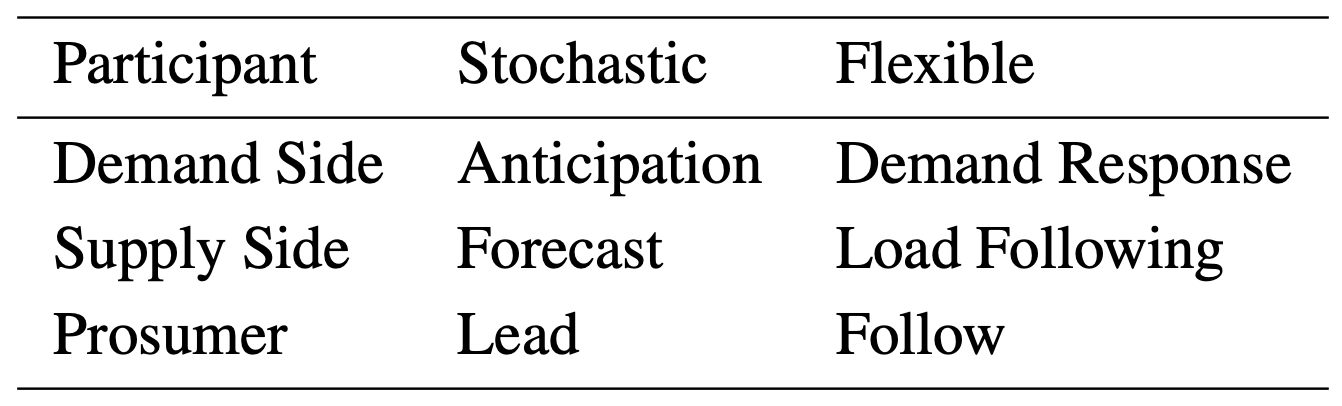 Participant Stochastic Flexible
Demand Side Anticipation Demand Response
Supply Side Forecast Load Following
Prosumer Lead Follow